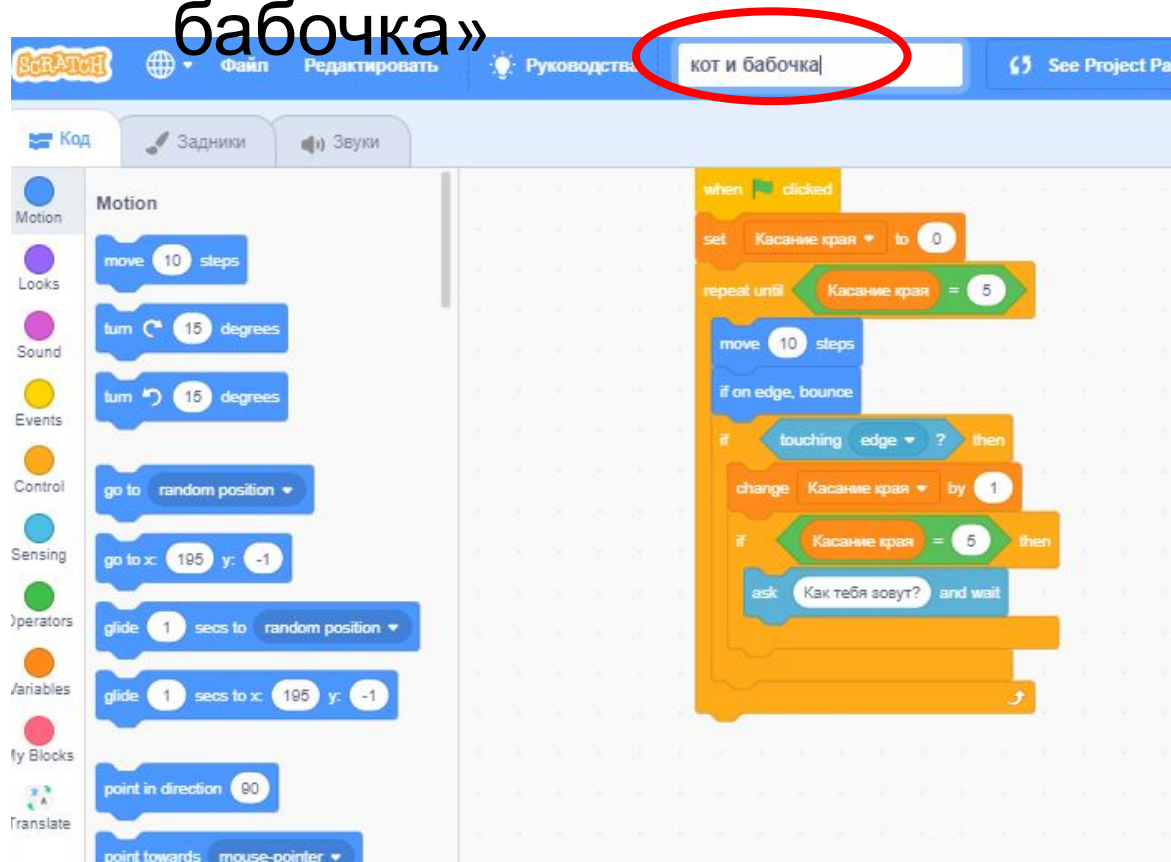 бабочка»
SCRATCH Файл Редактировать Руководства кот и бабочка See Project Pa
Код Задники Звуки
Motion
Looks
Sound
Events
Control
Sensing
Operators
Variables
My Blocks
Translate
Motion
move 10 steps
turn 15 degrees
turn 15 degrees
go to random position
go to x: 195 y: -1
glide 1 secs to random position
glide 1 secs to x: 195 y: -1
point in direction 90
point towards mouse-pointer
when clicked
set Касание края to 0
repeat until Касание края = 5
move 10 steps
if on edge, bounce
if touching edge ? then
change Касание края by 1
if Касание края = 5 then
ask Как тебя зовут? and wait